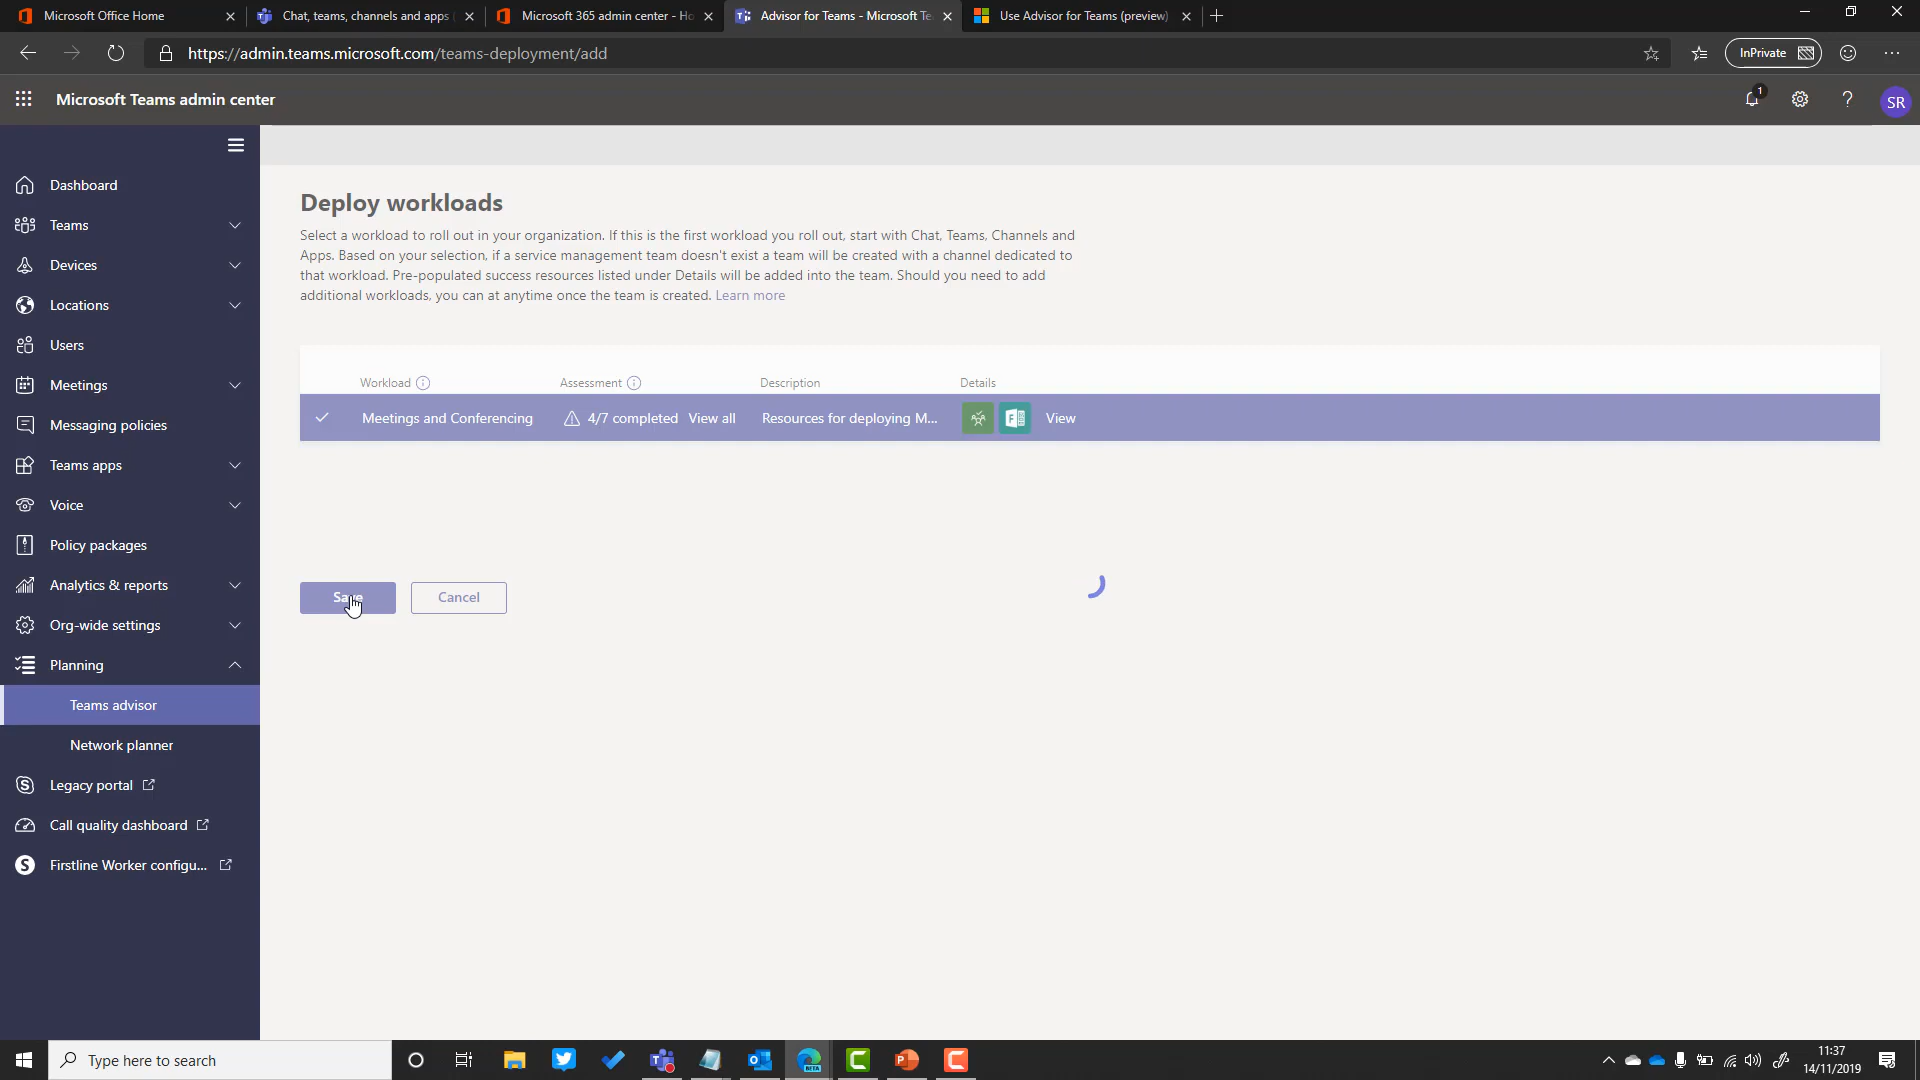 Microsoft Office Home
Chat, teams, channels and apps
Microsoft 365 admin center - Ho
Advisor for Teams - Microsoft Te
Use Advisor for Teams (preview)
https://admin.teams.microsoft.com/teams-deployment/add
InPrivate
Microsoft Teams admin center
1
SR
Dashboard
Teams
Devices
Locations
Users
Meetings
Messaging policies
Teams apps
Voice
Policy packages
Analytics & reports
Org-wide settings
Planning
Teams advisor
Network planner
Legacy portal
Call quality dashboard
Firstline Worker configu...
Deploy workloads
Select a workload to roll out in your organization. If this is the first workload you roll out, start with Chat, Teams, Channels and
Apps. Based on your selection, if a service management team doesn't exist a team will be created with a channel dedicated to
that workload. Pre-populated success resources listed under Details will be added into the team. Should you need to add
additional workloads, you can at anytime once the team is created. Learn more
Workload Assessment Description Details
Meetings and Conferencing 4/7 completed View all Resources for deploying M... View
Save Cancel
Type here to search
BETA
11:37
14/11/2019